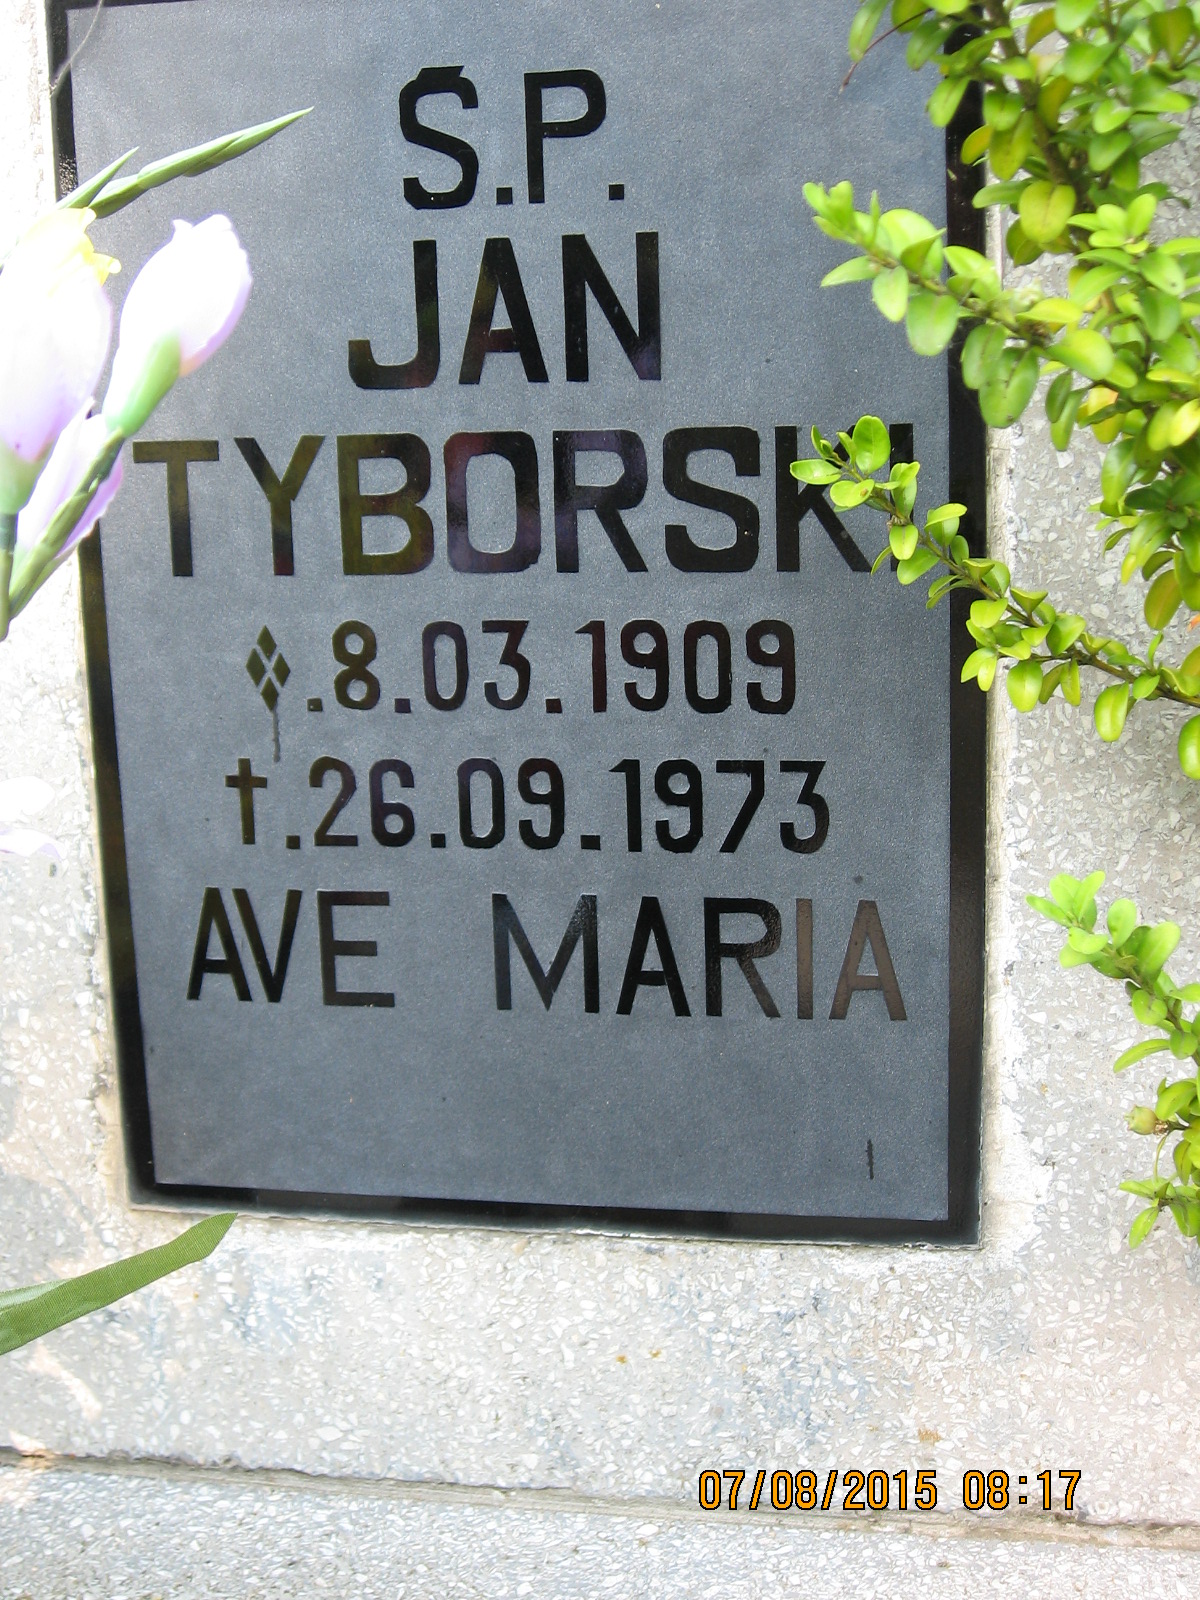 Ś.P.
JAN
TYBORSKI
.8.03.1909
†.26.09.1973
AVE MARIA
07/08/2015 08:17